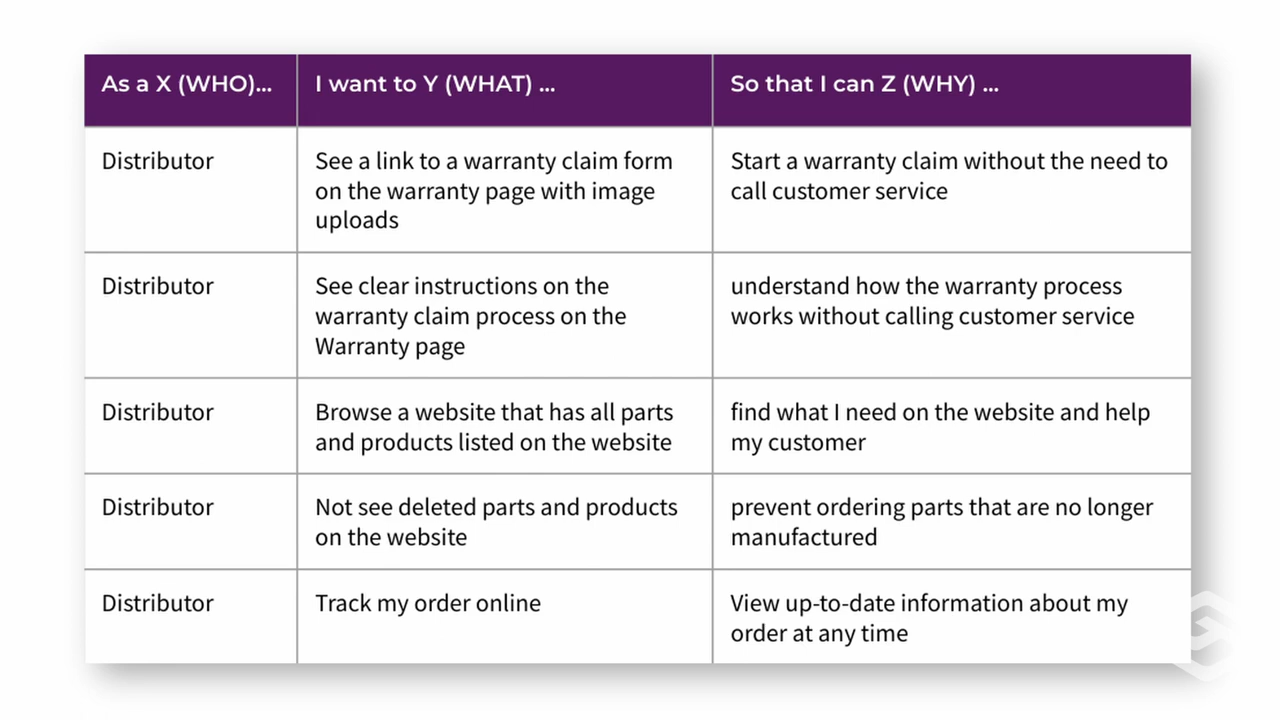 As a X (WHO)...
I want to Y (WHAT) ...
So that I can Z (WHY) ...
Distributor
See a link to a warranty claim form
on the warranty page with image
uploads
Start a warranty claim without the need to
call customer service
Distributor
See clear instructions on the
warranty claim process on the
Warranty page
understand how the warranty process
works without calling customer service
Distributor
Browse a website that has all parts
and products listed on the website
find what I need on the website and help
my customer
Distributor
Not see deleted parts and products
on the website
prevent ordering parts that are no longer
manufactured
Distributor
Track my order online
View up-to-date information about my
order at any time